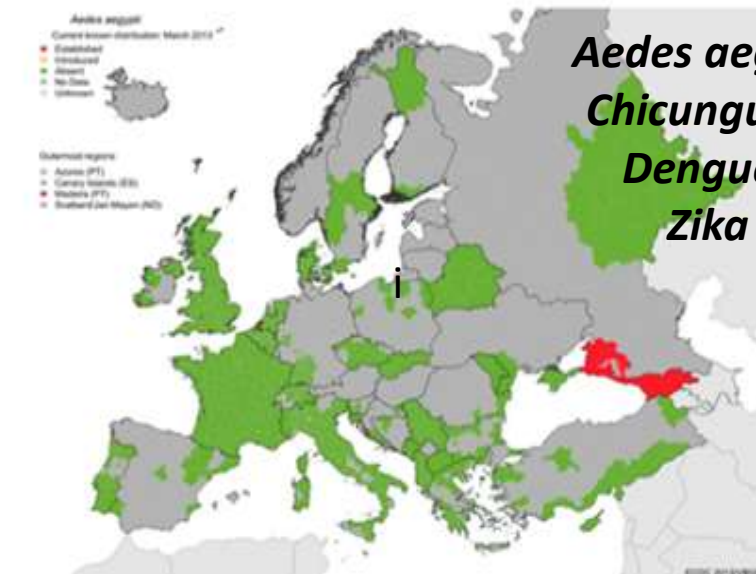 Aedes aegypti
Current known distribution: March 2013
Established
Introduced
Absent
No Data
Unknown
Outermost regions
Azores (PT)
Canary Islands (ES)
Madeira (PT)
Svalbard/Jan Mayen (NO)
Aedes aeg
Chicungu
Dengue
Zika
i